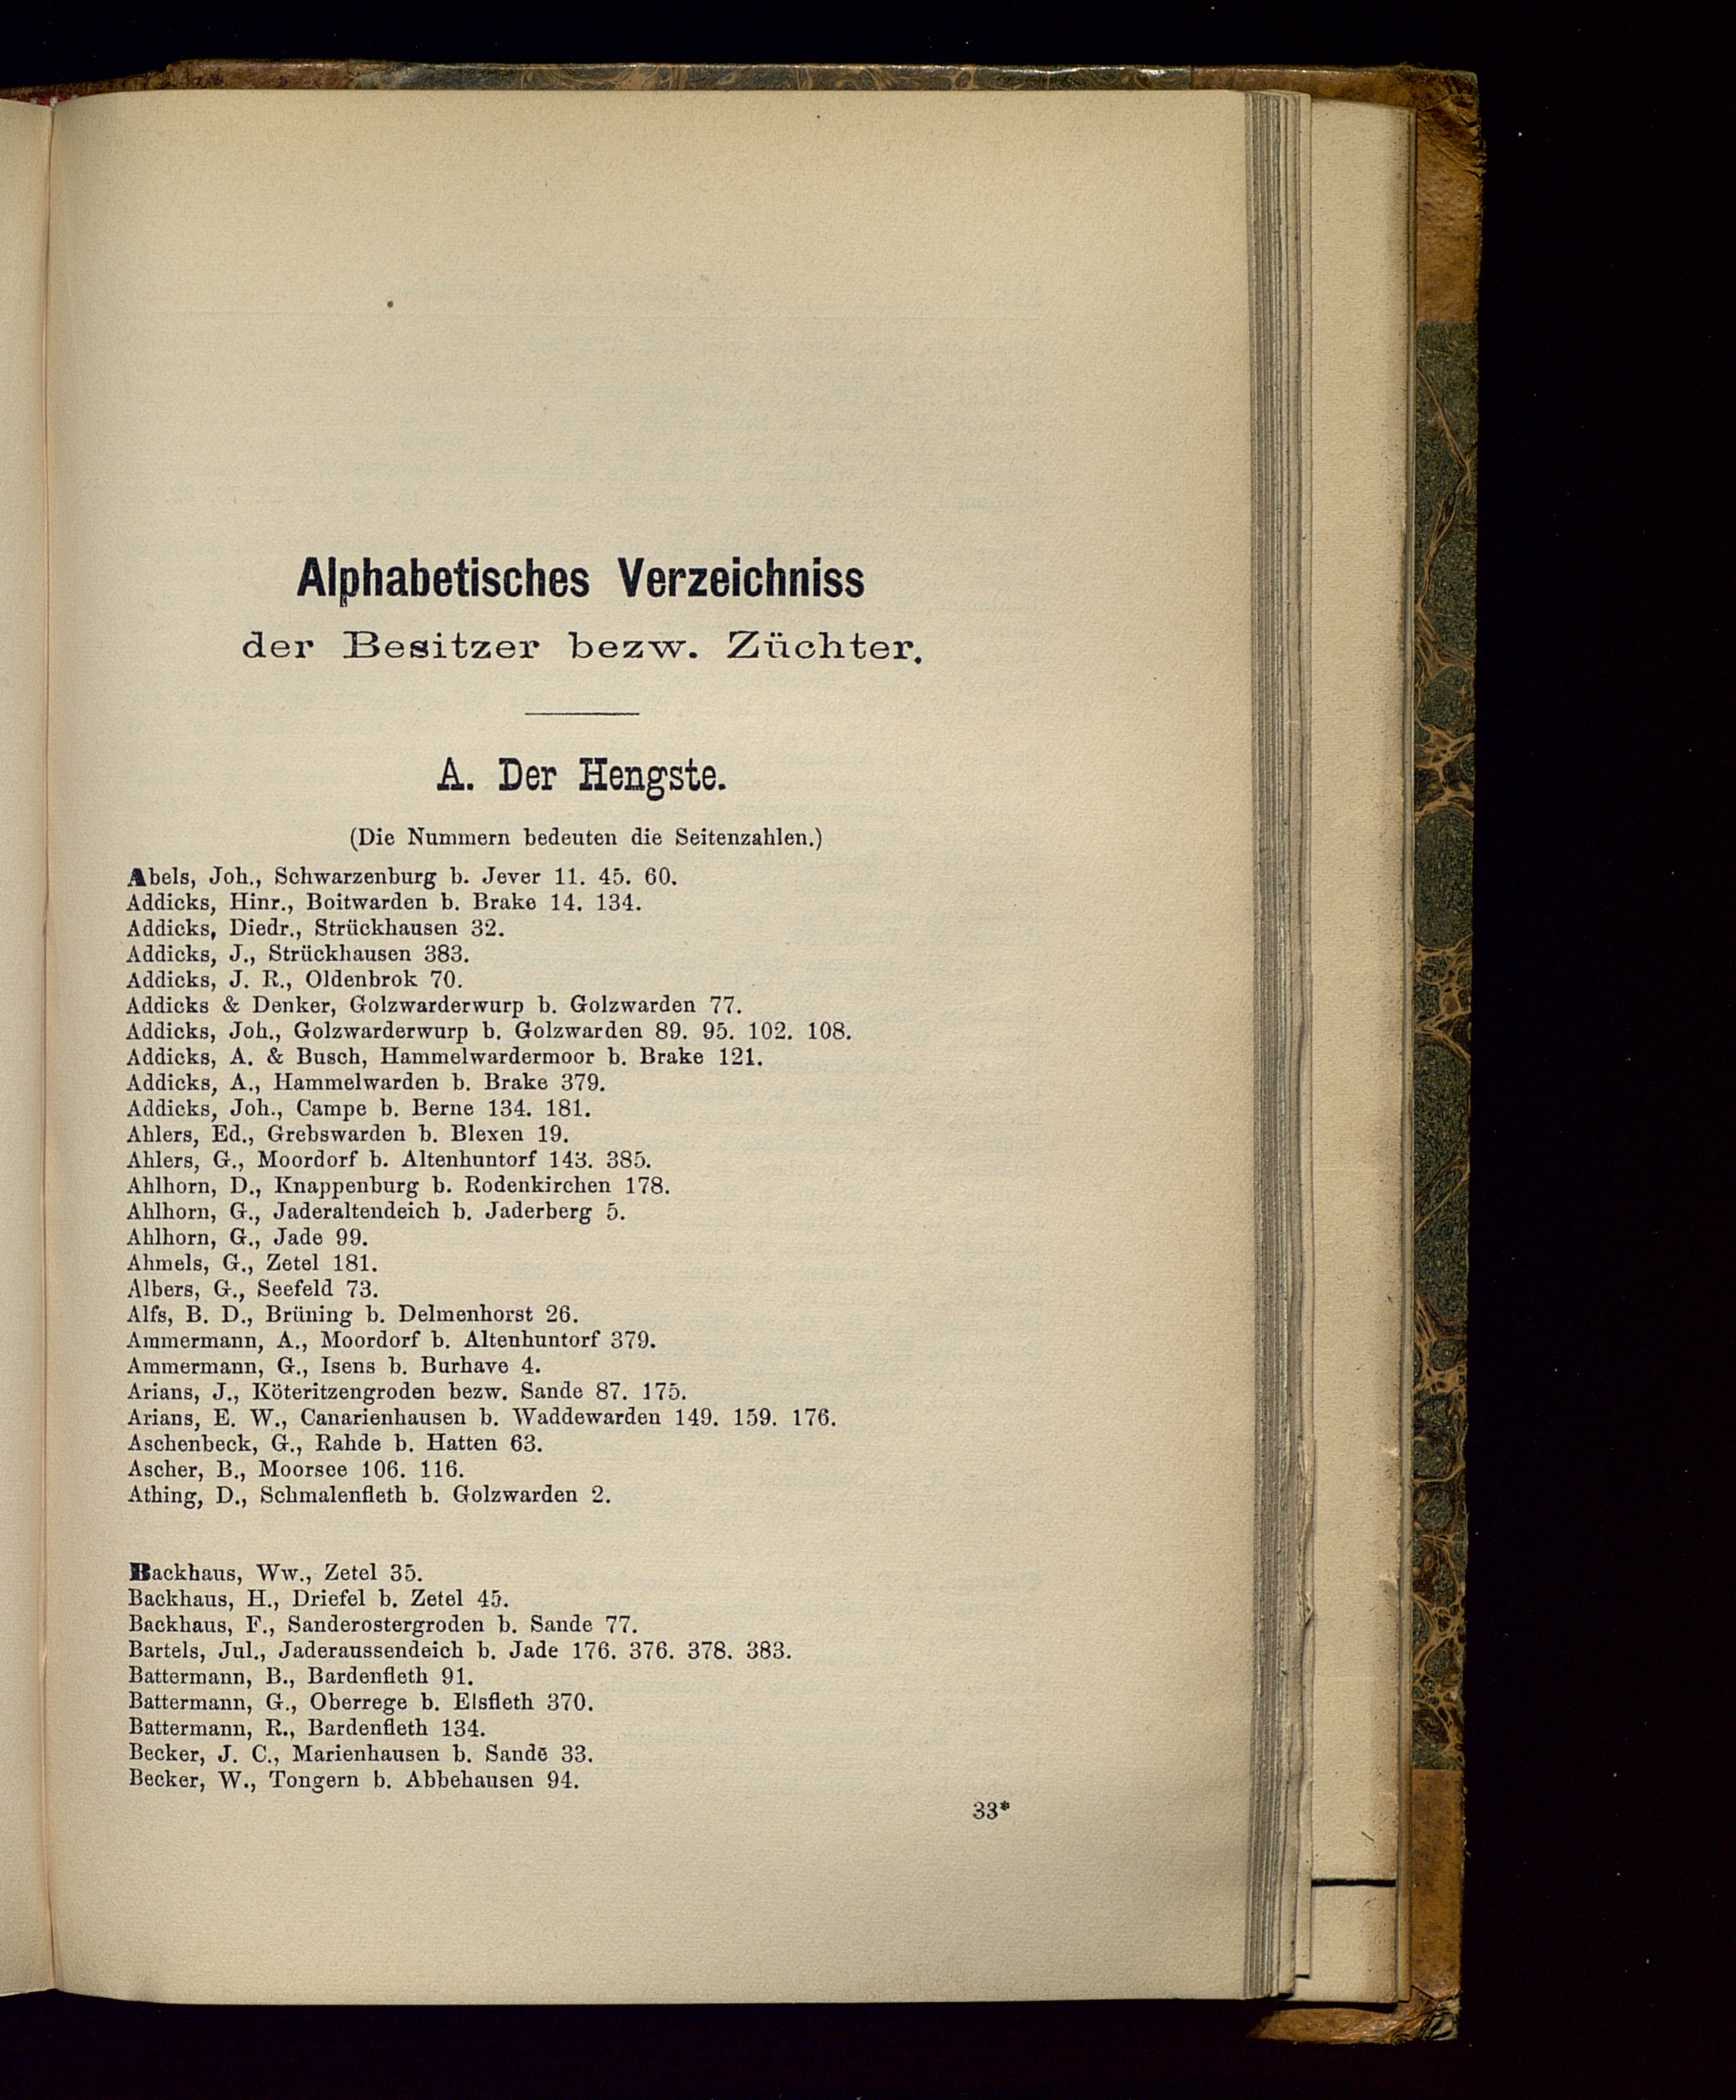 Alphabetisches Verzeichniss
der Besitzer bezw. Züchter.
A. Der Hengste.
(Die Nummern bedeuten die Seitenzahlen.)
Abels, Joh., Schwarzenburg b. Jever 11. 45. 60.
Addicks, Hinr., Boitwarden b. Brake 14. 134.
Addicks, Diedr., Strückhausen 32.
Addicks, J., Strückhausen 383.
Addicks, J. R., Oldenbrok 70.
Addicks & Denker, Golzwarderwurp b. Golzwarden 77.
Addicks, Joh., Golzwarderwurp b. Golzwarden 89. 95. 102. 108.
Addicks, A. & Busch, Hammelwardermoor b. Brake 121.
Addicks, A., Hammelwarden b. Brake 379.
Addicks, Joh., Campe b. Berne 134. 181.
Ahlers, Ed., Grebswarden b. Blexen 19.
Ahlers, G., Moordorf b. Altenhuntorf 143. 385.
Ahlhorn, D., Knappenburg b. Rodenkirchen 178.
Ahlhorn, G., Jaderaltendeich b. Jaderberg 5.
Ahlhorn, G., Jade 99.
Ahmels, G., Zetel 181.
Albers, G., Seefeld 73.
Alfs, B. D., Brüning b. Delmenhorst 26.
Ammermann, A., Moordorf b. Altenhuntorf 379.
Ammermann, G., Isens b. Burhave 4.
Arians, J., Köteritzengroden bezw. Sande 87. 175.
Arians, E. W., Canarienhausen b. Waddewarden 149. 159. 176.
Aschenbeck, G., Rahde b. Hatten 63.
Ascher, B., Moorsee 106. 116.
Athing, D., Schmalenfleth b. Golzwarden 2.
Backhaus, Ww., Zetel 35.
Backhaus, H., Driefel b. Zetel 45.
Backhaus, F., Sanderostergroden b. Sande 77.
Bartels, Jul., Jaderaussendeich b. Jade 176. 376. 378. 383.
Battermann, B., Bardenfleth 91.
Battermann, G., Oberrege b. Elsfleth 370.
Battermann, R., Bardenfleth 134.
Becker, J. C., Marienhausen b. Sande 33.
Becker, W., Tongern b. Abbehausen 94.
33*